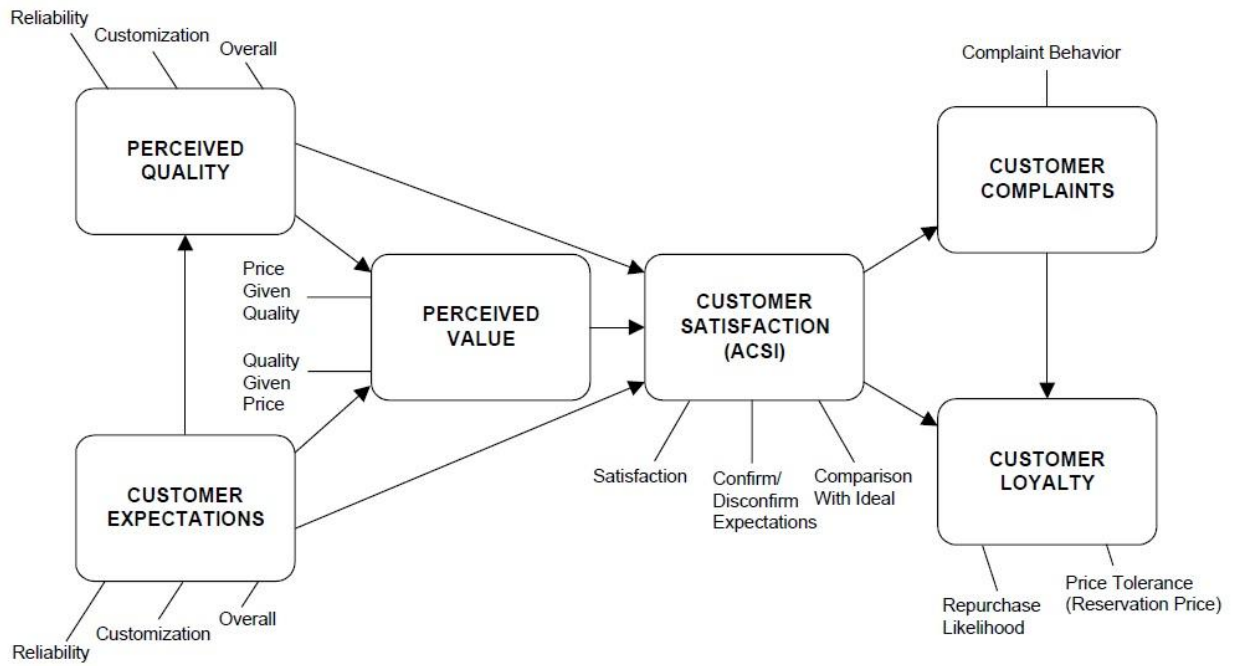 Reliability
Customization
Overall
PERCEIVED
QUALITY
Complaint Behavior
CUSTOMER
COMPLAINTS
Price
Given
Quality
PERCEIVED
VALUE
Quality
Given
Price
CUSTOMER
SATISFACTION
(ACSI)
Satisfaction
Confirm/
Disconfirm
Expectations
Comparison
With Ideal
CUSTOMER
EXPECTATIONS
Reliability
Customization
Overall
CUSTOMER
LOYALTY
Repurchase
Likelihood
Price Tolerance
(Reservation Price)